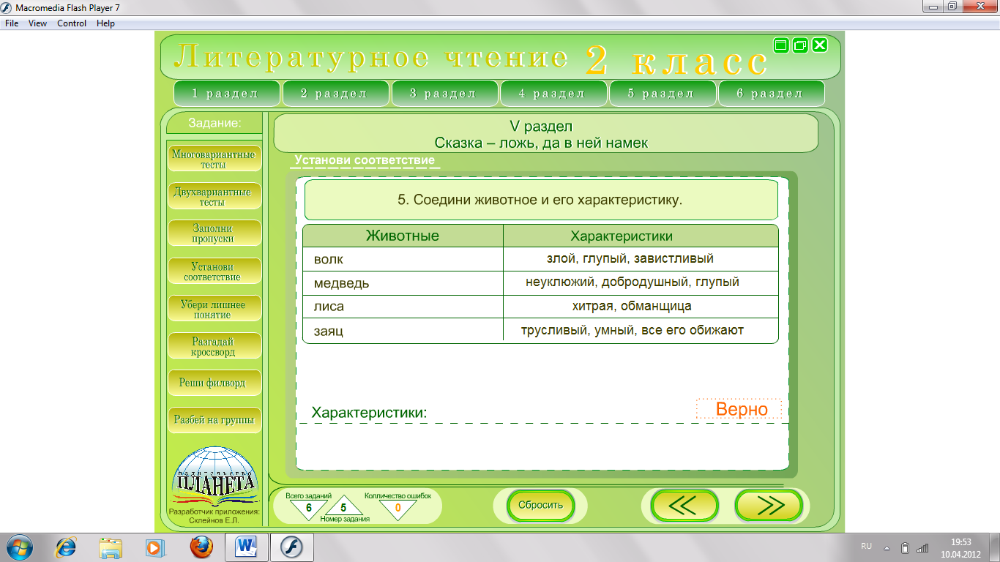 Macromedia Flash Player 7
File View Control Help
Литературное чтение 2 класс
1 раздел 2 раздел 3 раздел 4 раздел 5 раздел 6 раздел
Задание:
Многовариантные
тесты
Двухвариантные
тесты
Заполни
пропуски
Установи
соответствие
Убери лишнее
понятие
Разгадай
кроссворд
Реши филворд
Разбей на группы
издательство
ПЛАНЕТА
Разработчик приложения:
Склейнов Е.Л.
V раздел
Сказка – ложь, да в ней намек
Установи соответствие
5. Соедини животное и его характеристику.
Животные Характеристики
волк злой, глупый, завистливый
медведь неуклюжий, добродушный, глупый
лиса хитрая, обманщица
заяц трусливый, умный, все его обижают
Характеристики: Верно
Всего заданий Колличество ошибок
6 5 0
Номер задания
Сбросить
RU 19:53
10.04.2012